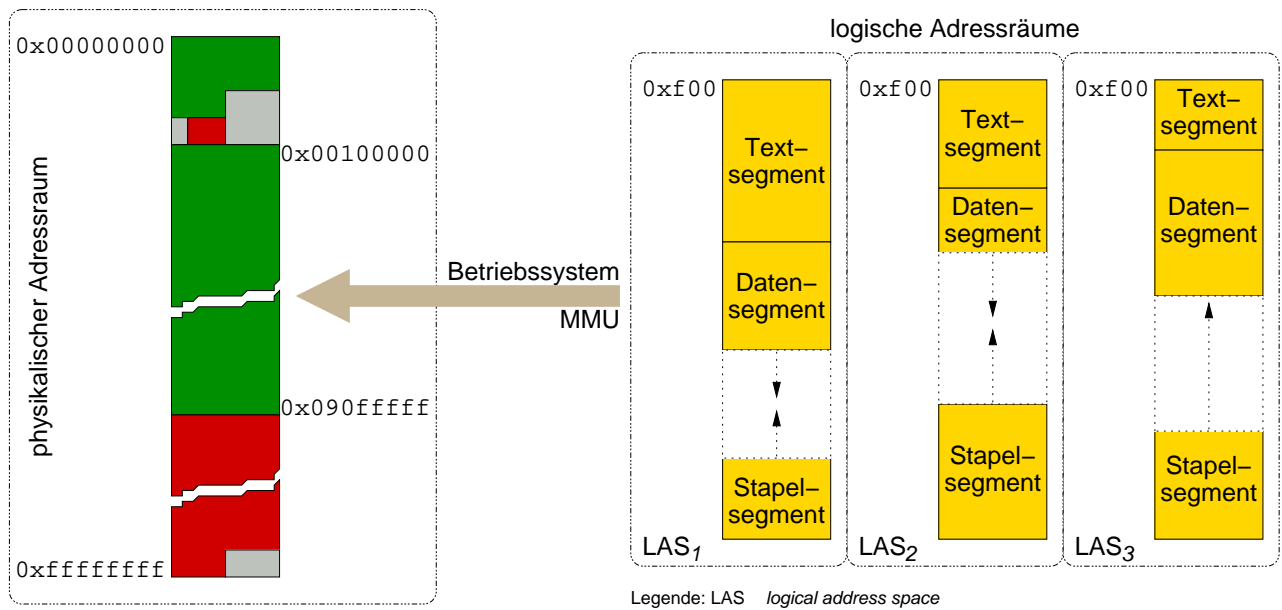 logische Adressräume
physikalischer Adressraum
0x00000000
0x00100000
0x090fffff
0xffffffff
Betriebssystem
MMU
0xf00
Text–
segment
Daten–
segment
Stapel–
segment
LAS1
0xf00
Text–
segment
Daten–
segment
Stapel–
segment
LAS2
0xf00
Text–
segment
Daten–
segment
Stapel–
segment
LAS3
Legende: LAS logical address space